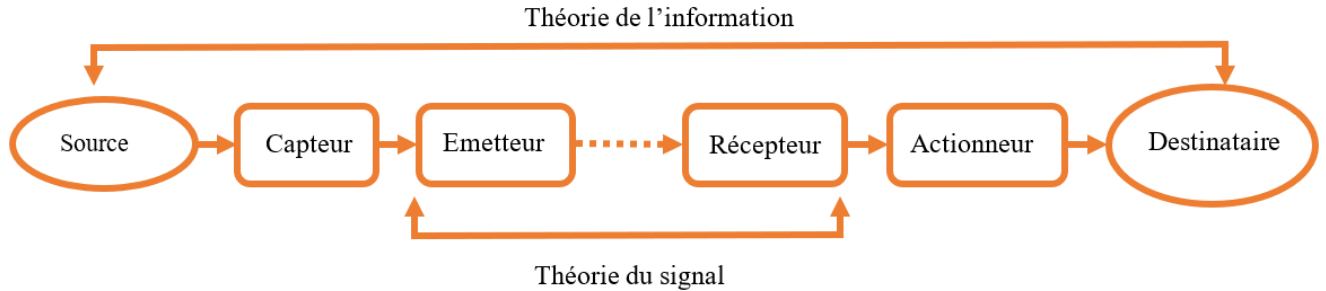 Théorie de l’information
Source
Capteur
Emetteur
Récepteur
Actionneur
Destinataire
Théorie du signal